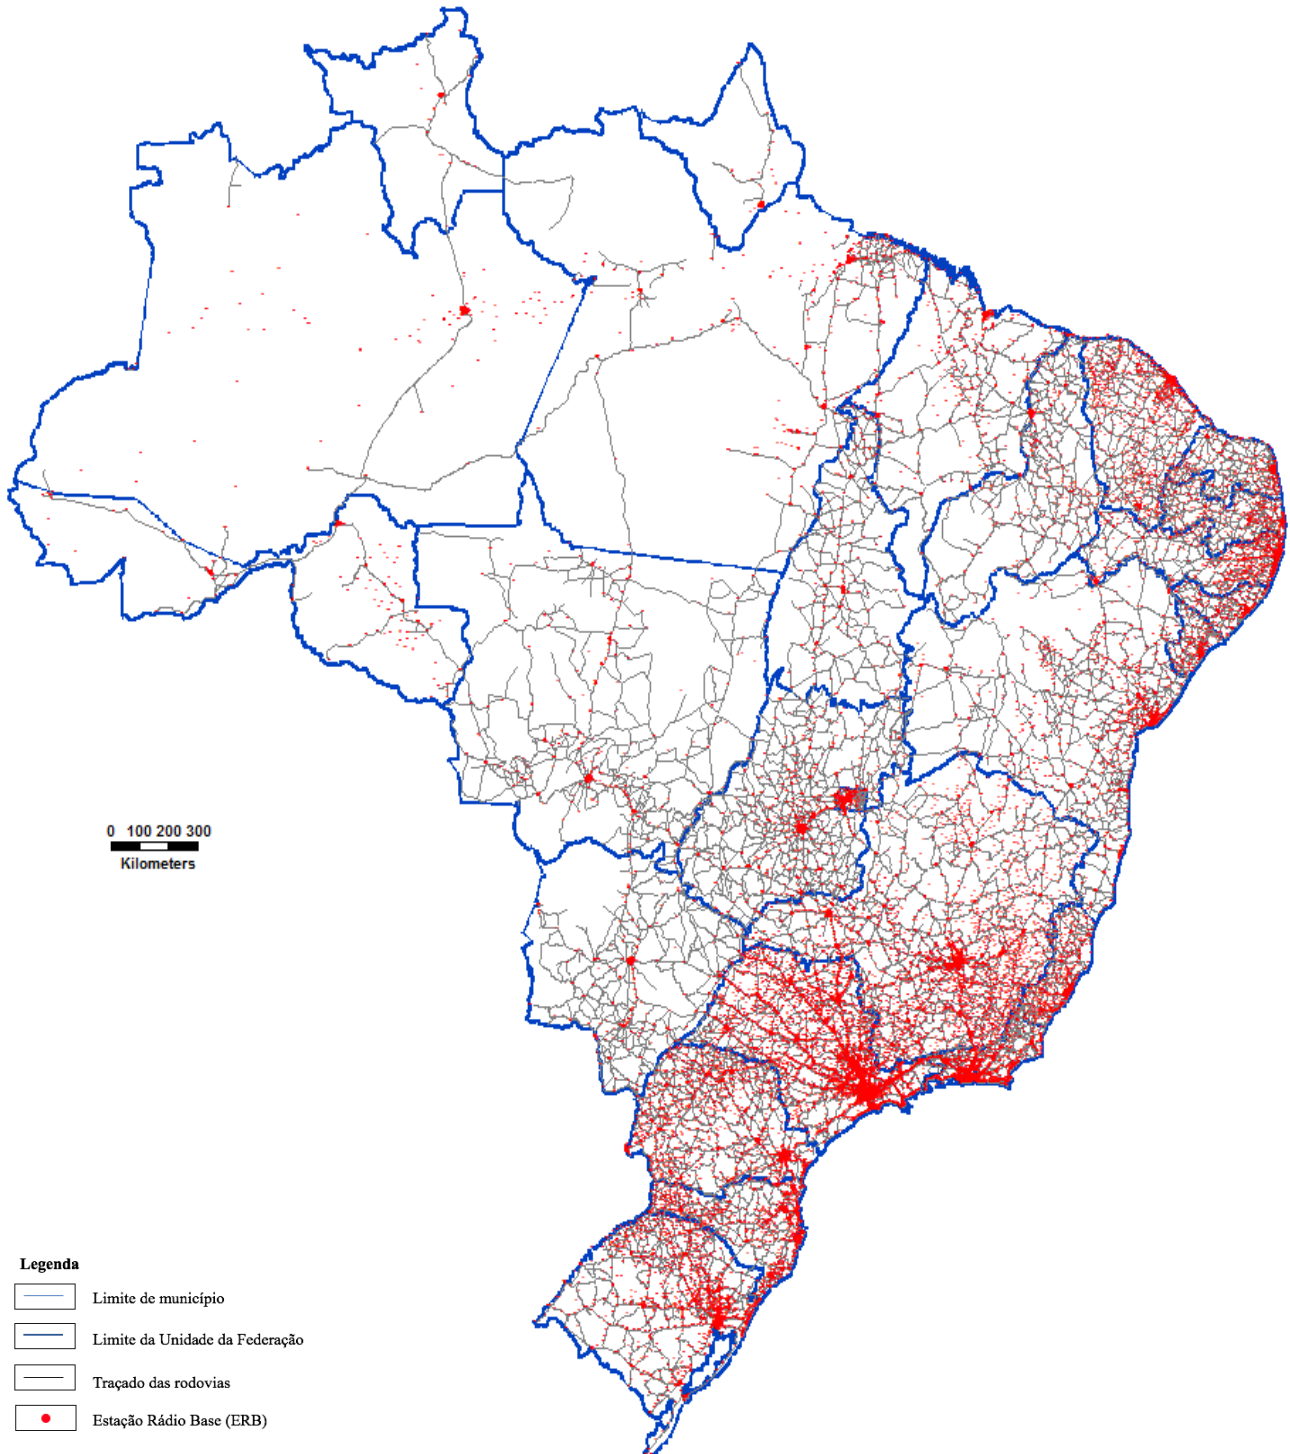 0 100 200 300
Kilometers
Legenda
Limite de município
Limite da Unidade da Federação
Traçado das rodovias
Estação Rádio Base (ERB)